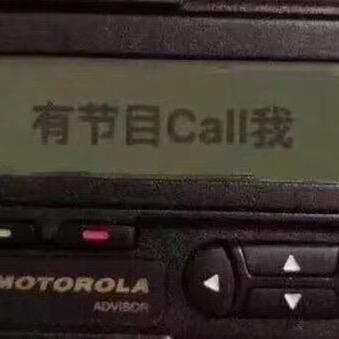 有节目Call我
MOTOROLA
ADVISOR